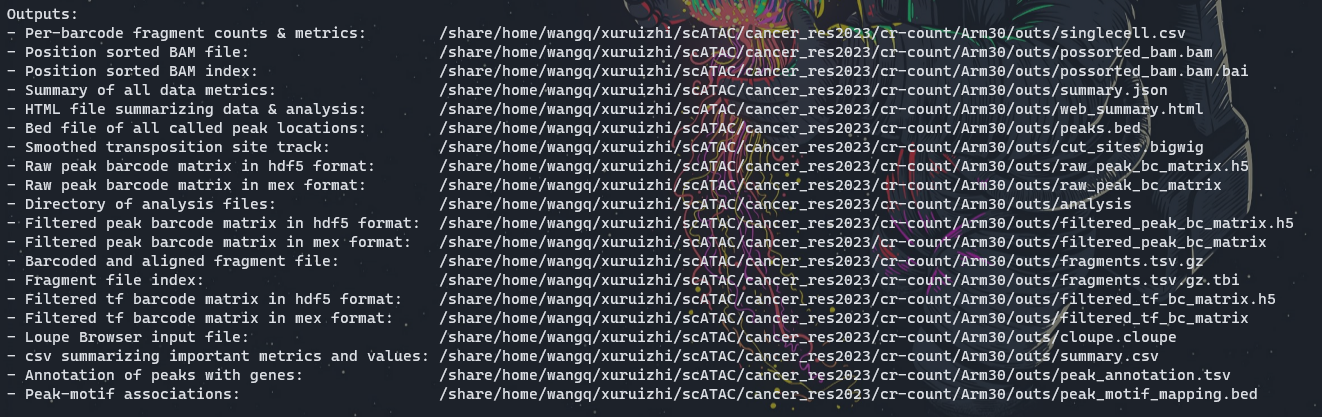 Outputs:
- Per-barcode fragment counts & metrics: /share/home/wangq/xuruizhi/scATAC/cancer_res2023/cr-count/Arm30/outs/singlecell.csv
- Position sorted BAM file: /share/home/wangq/xuruizhi/scATAC/cancer_res2023/cr-count/Arm30/outs/possorted_bam.bam
- Position sorted BAM index: /share/home/wangq/xuruizhi/scATAC/cancer_res2023/cr-count/Arm30/outs/possorted_bam.bam.bai
- Summary of all data metrics: /share/home/wangq/xuruizhi/scATAC/cancer_res2023/cr-count/Arm30/outs/summary.json
- HTML file summarizing data & analysis: /share/home/wangq/xuruizhi/scATAC/cancer_res2023/cr-count/Arm30/outs/web_summary.html
- Bed file of all called peak locations: /share/home/wangq/xuruizhi/scATAC/cancer_res2023/cr-count/Arm30/outs/peaks.bed
- Smoothed transposition site track: /share/home/wangq/xuruizhi/scATAC/cancer_res2023/cr-count/Arm30/outs/cut_sites.bigwig
- Raw peak barcode matrix in hdf5 format: /share/home/wangq/xuruizhi/scATAC/cancer_res2023/cr-count/Arm30/outs/raw_peak_bc_matrix.h5
- Raw peak barcode matrix in mex format: /share/home/wangq/xuruizhi/scATAC/cancer_res2023/cr-count/Arm30/outs/raw_peak_bc_matrix
- Directory of analysis files: /share/home/wangq/xuruizhi/scATAC/cancer_res2023/cr-count/Arm30/outs/analysis
- Filtered peak barcode matrix in hdf5 format: /share/home/wangq/xuruizhi/scATAC/cancer_res2023/cr-count/Arm30/outs/filtered_peak_bc_matrix.h5
- Filtered peak barcode matrix in mex format: /share/home/wangq/xuruizhi/scATAC/cancer_res2023/cr-count/Arm30/outs/filtered_peak_bc_matrix
- Barcoded and aligned fragment file: /share/home/wangq/xuruizhi/scATAC/cancer_res2023/cr-count/Arm30/outs/fragments.tsv.gz
- Fragment file index: /share/home/wangq/xuruizhi/scATAC/cancer_res2023/cr-count/Arm30/outs/fragments.tsv.gz.tbi
- Filtered tf barcode matrix in hdf5 format: /share/home/wangq/xuruizhi/scATAC/cancer_res2023/cr-count/Arm30/outs/filtered_tf_bc_matrix.h5
- Filtered tf barcode matrix in mex format: /share/home/wangq/xuruizhi/scATAC/cancer_res2023/cr-count/Arm30/outs/filtered_tf_bc_matrix
- Loupe Browser input file: /share/home/wangq/xuruizhi/scATAC/cancer_res2023/cr-count/Arm30/outs/cloupe.cloupe
- csv summarizing important metrics and values: /share/home/wangq/xuruizhi/scATAC/cancer_res2023/cr-count/Arm30/outs/summary.csv
- Annotation of peaks with genes: /share/home/wangq/xuruizhi/scATAC/cancer_res2023/cr-count/Arm30/outs/peak_annotation.tsv
- Peak-motif associations: /share/home/wangq/xuruizhi/scATAC/cancer_res2023/cr-count/Arm30/outs/peak_motif_mapping.bed